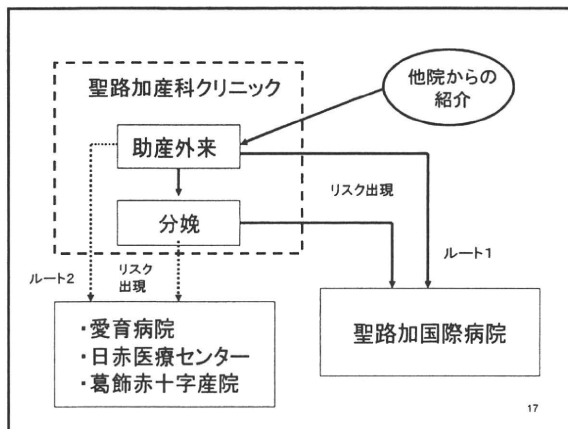 聖路加産科クリニック
他院からの
紹介
助産外来
リスク出現
分娩
ルート2
リスク
出現
ルート1
・愛育病院
・日赤医療センター
・葛飾赤十字産院
聖路加国際病院
17